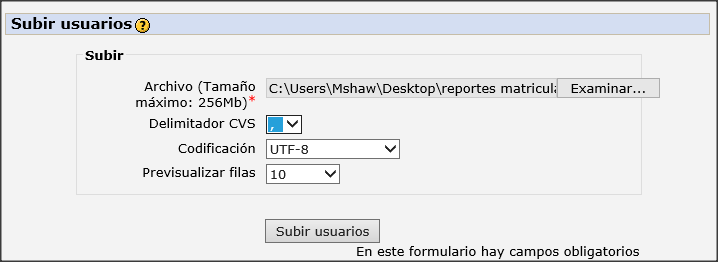 Subir usuarios ?
Subir
Archivo (Tamaño
máximo: 256Mb)* C:\Users\Mshaw\Desktop\reportes Examinar...
Delimitador CVS ,
Codificación UTF-8
Previsualizar filas 10
Subir usuarios
En este formulario hay campos obligatorios